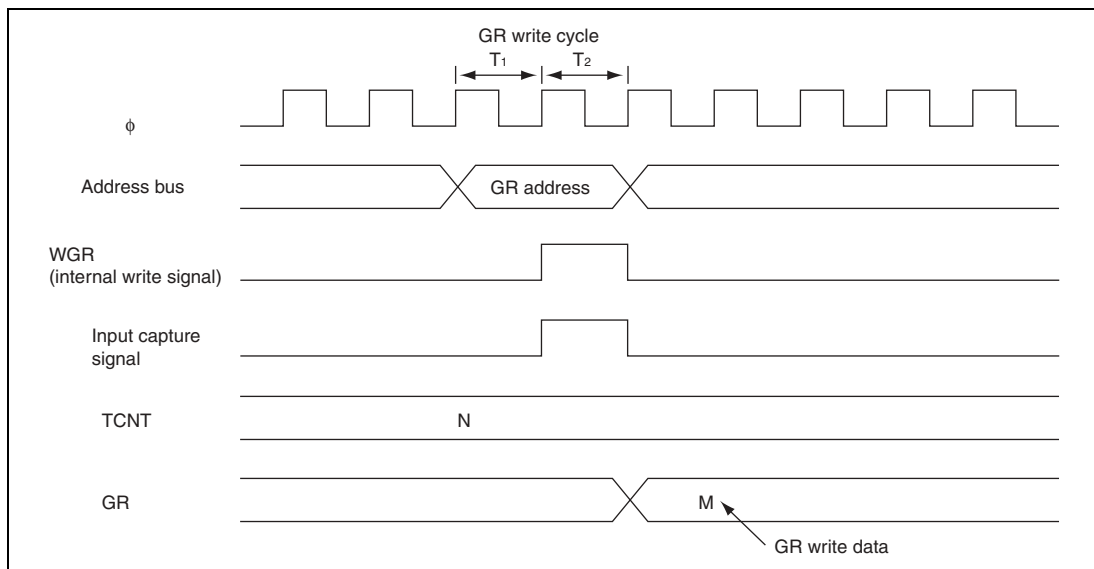 GR write cycle
T1 T2
ϕ
Address bus
GR address
WGR
(internal write signal)
Input capture
signal
TCNT
N
GR
M
GR write data